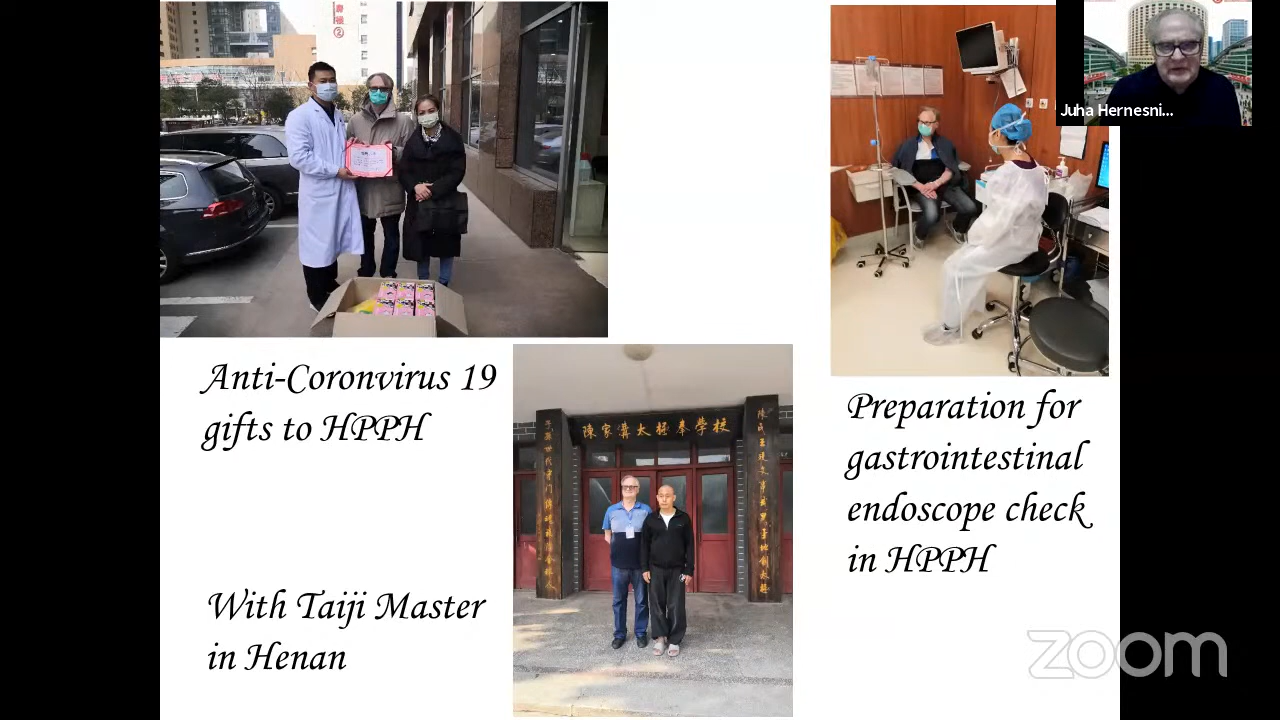 Anti-Coronvirus 19
gifts to HPPH
陳家溝太極拳學校
With Taiji Master
in Henan
Preparation for
gastrointestinal
endoscope check
in HPPH
Juha Hernesni...
zoom